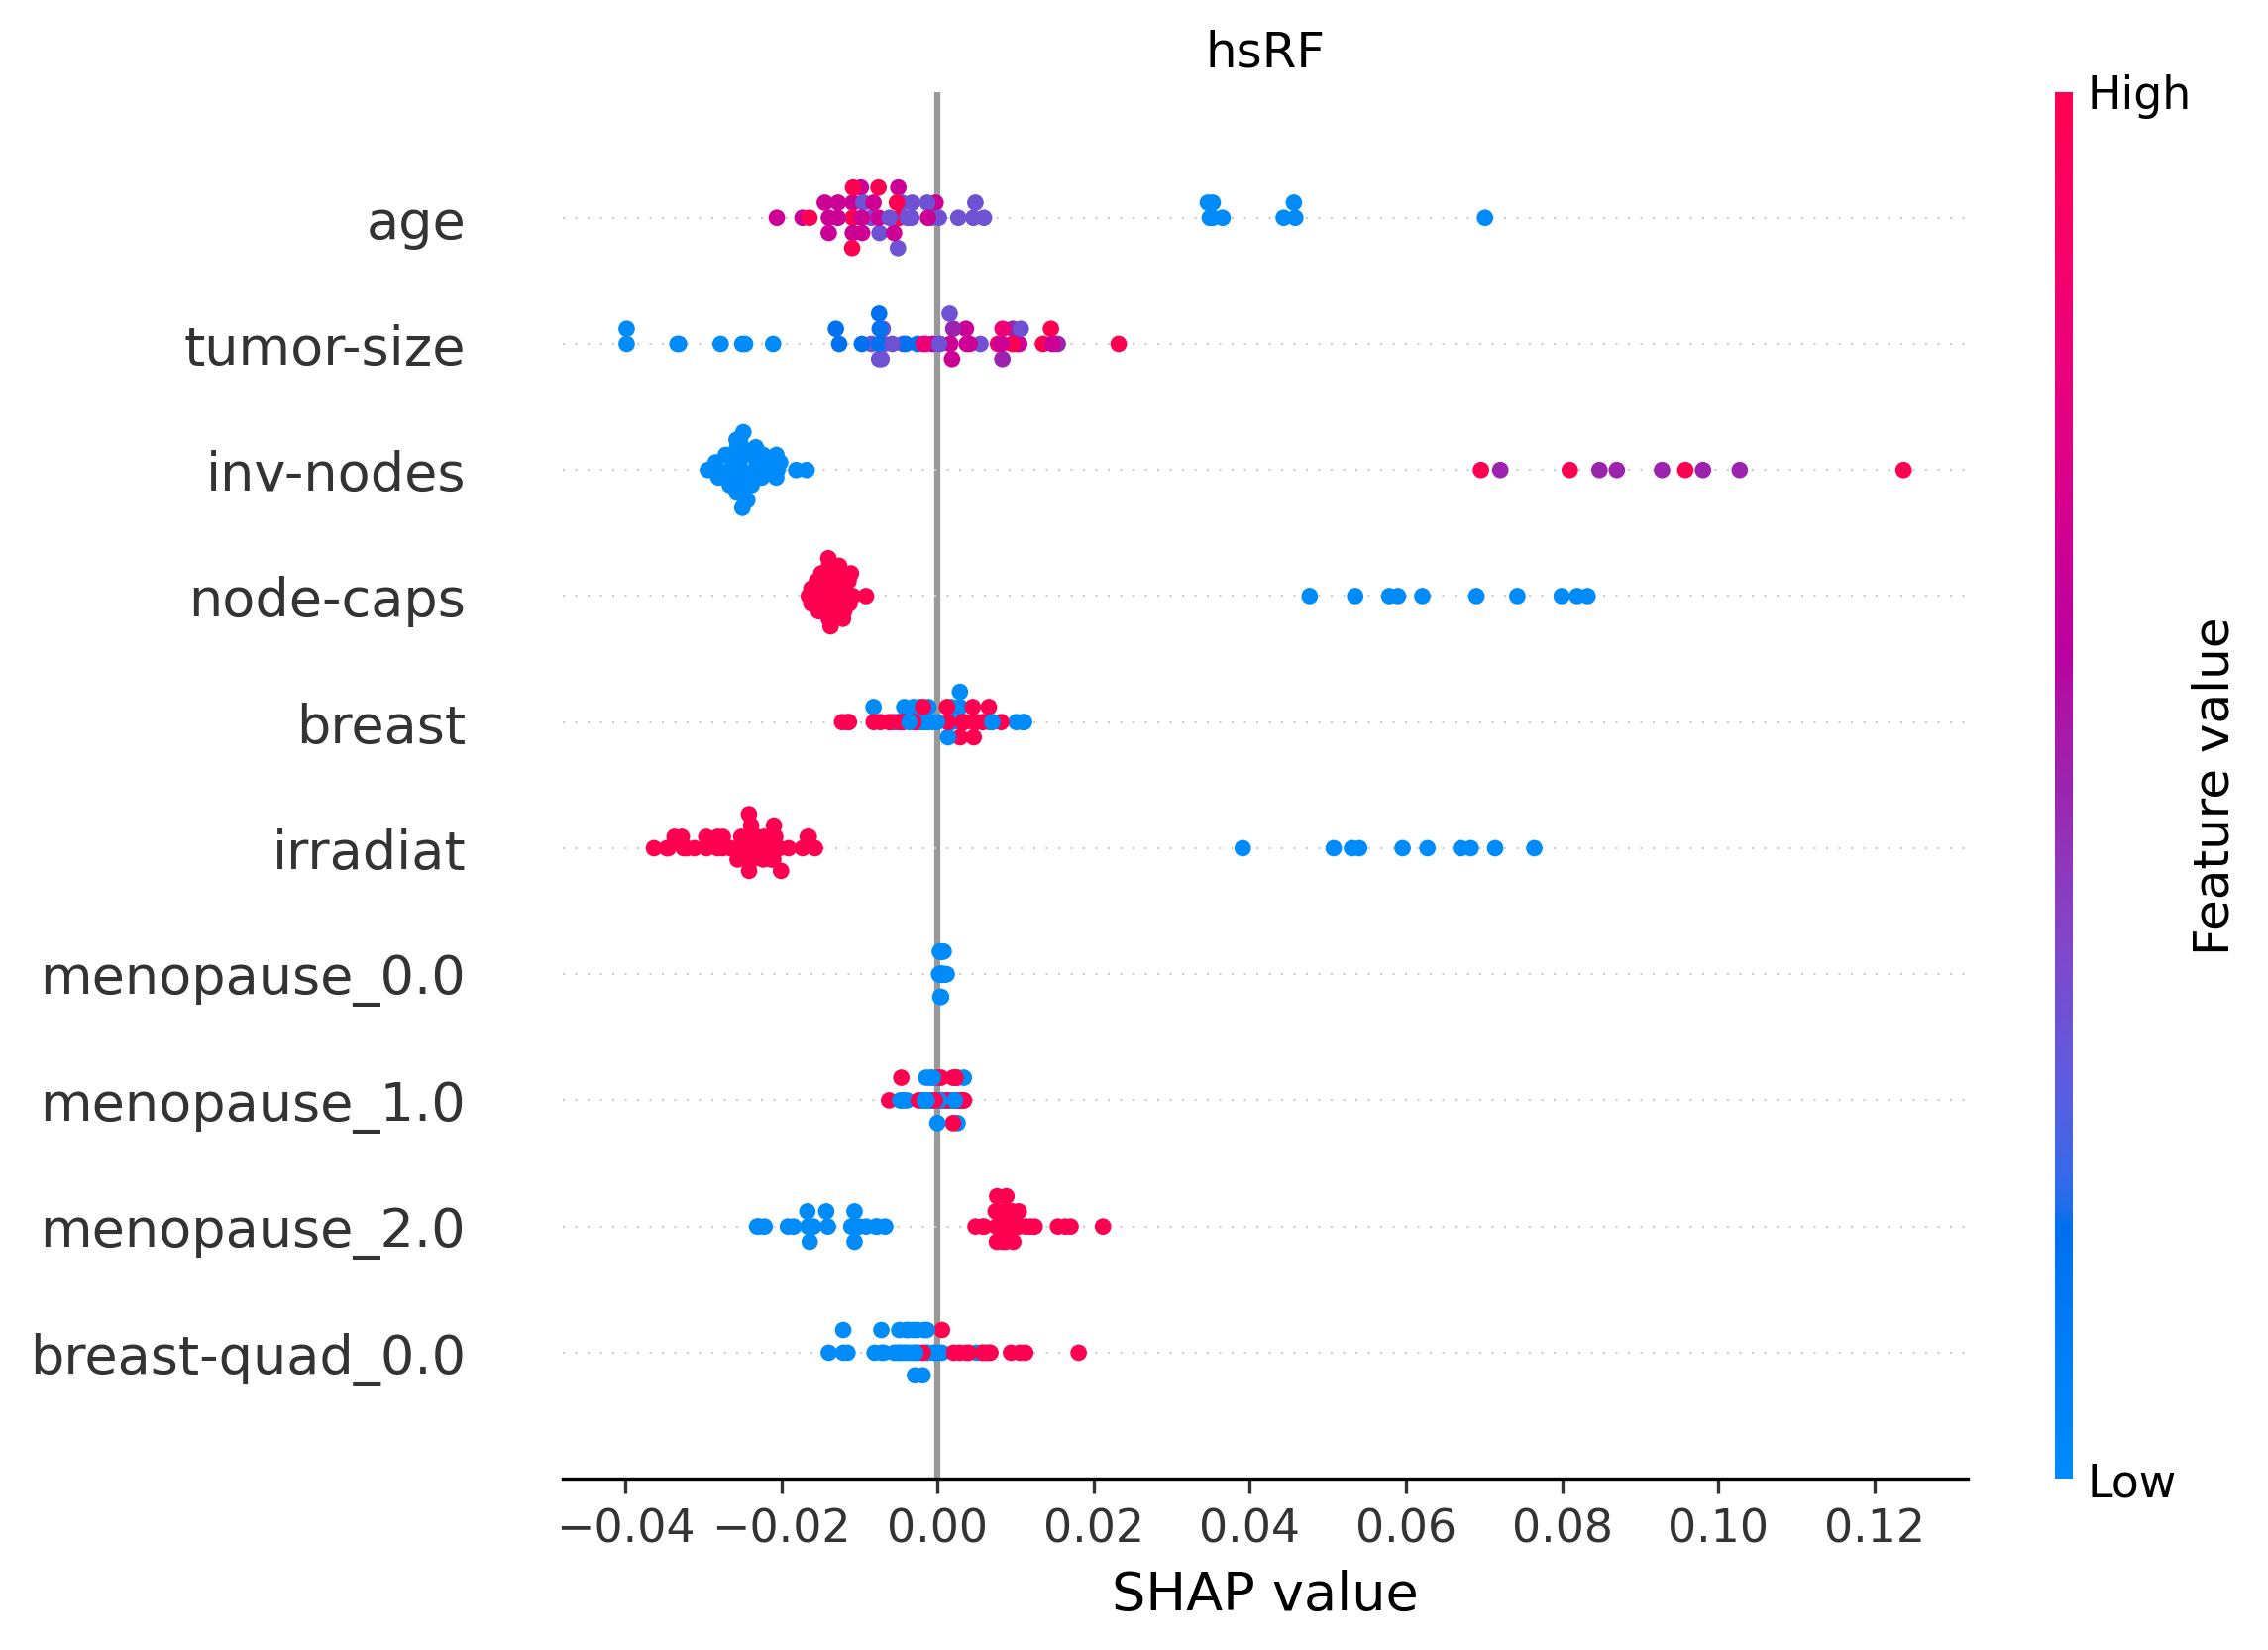 hsRF
High
age
tumor-size
inv-nodes
node-caps
breast
irradiat
menopause_0.0
menopause_1.0
menopause_2.0
breast-quad_0.0
Feature value
Low
−0.04 −0.02 0.00 0.02 0.04 0.06 0.08 0.10 0.12
SHAP value